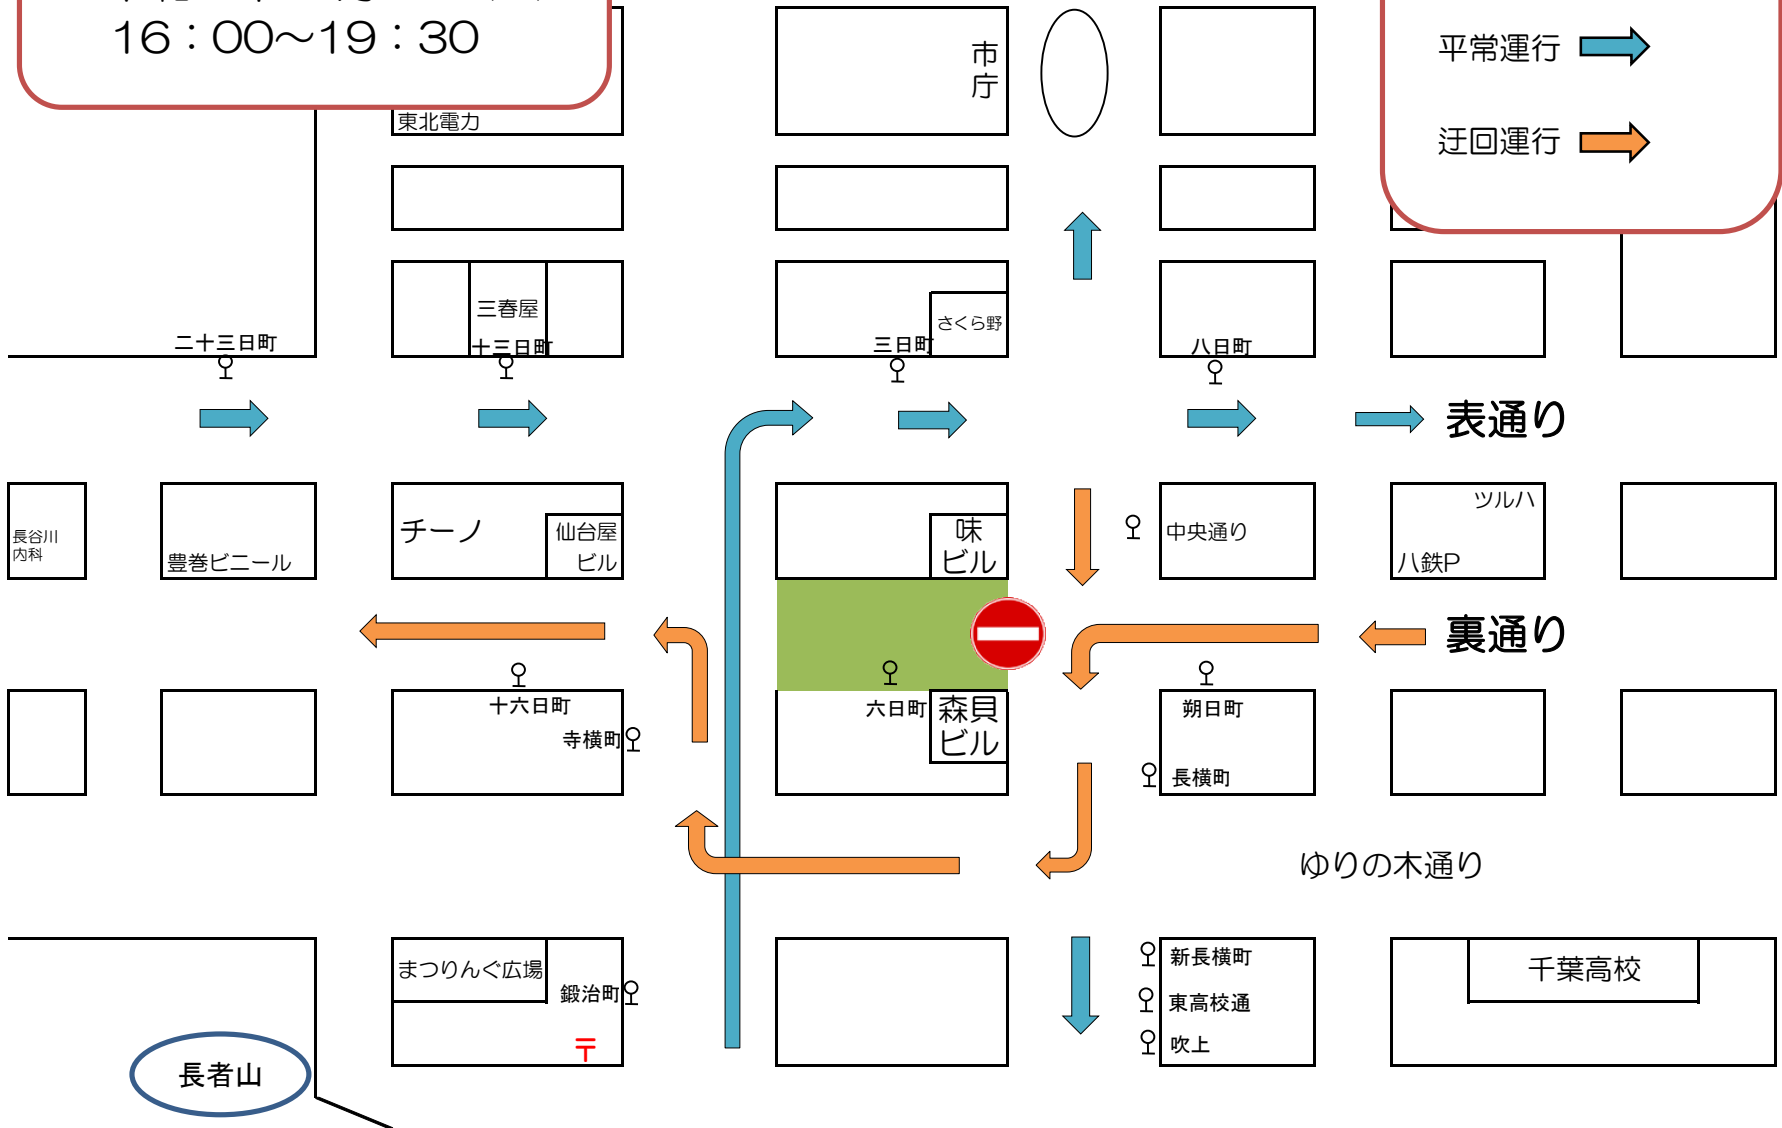 16:00〜19:30
平常運行
迂回運行
市庁
東北電力
三春屋
さくら野
二十三日町
十三日町
三日町
八日町
表通り
長谷川
内科
豊巻ビニール
チーノ
仙台屋
ビル
味
ビル
中央通り
ツルハ
八鉄P
裏通り
十六日町
寺横町
六日町
森貝
ビル
朔日町
長横町
ゆりの木通り
まつりんぐ広場
鍛治町
〒
新長横町
東高校通
吹上
千葉高校
長者山